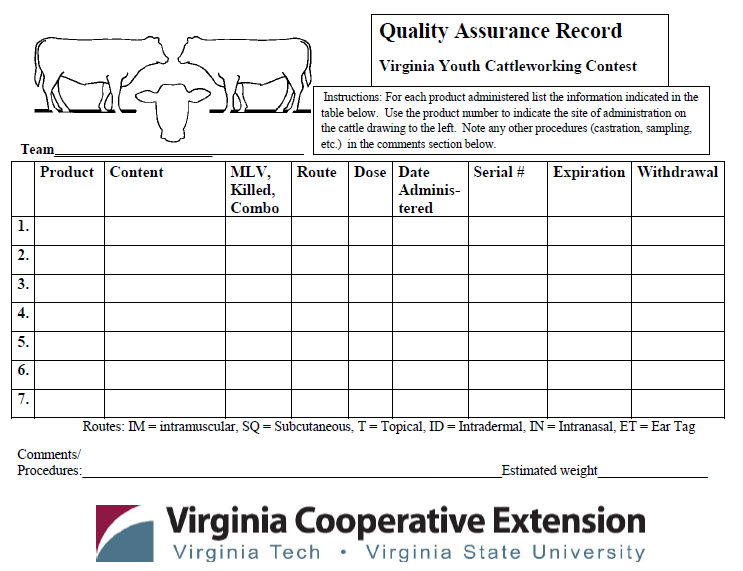 Quality Assurance Record
Virginia Youth Cattleworking Contest
Instructions: For each product administered list the information indicated in the
table below. Use the product number to indicate the site of administration on
the cattle drawing to the left. Note any other procedures (castration, sampling,
etc.) in the comments section below.
Team
Product Content MLV, Killed, Combo Route Dose Date Adminis-tered Serial # Expiration Withdrawal
1.
2.
3.
4.
5.
6.
7.
Routes: IM = intramuscular, SQ = Subcutaneous, T = Topical, ID = Intradermal, IN = Intranasal, ET = Ear Tag
Comments/
Procedures: Estimated weight
Virginia Cooperative Extension
Virginia Tech • Virginia State University